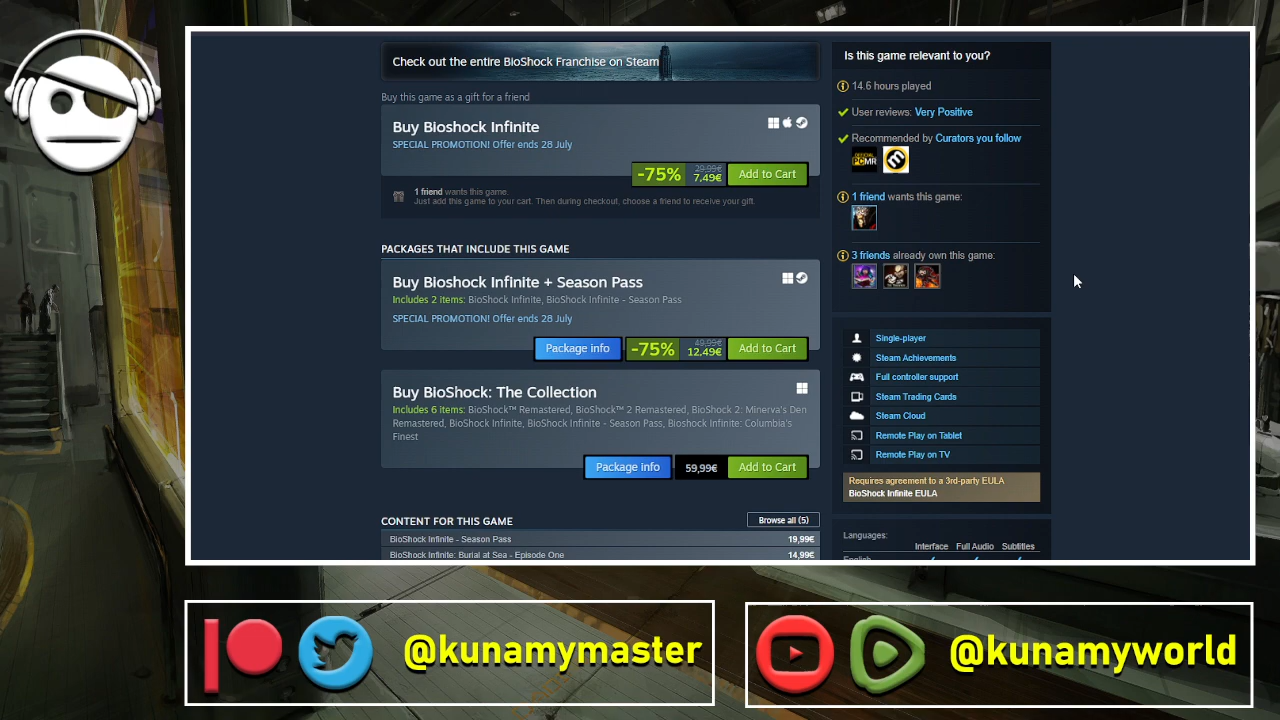 Check out the entire BioShock Franchise on Steam
Buy this game as a gift for a friend
Buy Bioshock Infinite
SPECIAL PROMOTION! Offer ends 28 July
-75%
29,99€
7,49€
Add to Cart
1 friend wants this game.
Just add this game to your cart. Then during checkout, choose a friend to receive your gift.
PACKAGES THAT INCLUDE THIS GAME
Buy Bioshock Infinite + Season Pass
Includes 2 items: BioShock Infinite, BioShock Infinite - Season Pass
SPECIAL PROMOTION! Offer ends 28 July
Package info
-75%
49,99€
12,49€
Add to Cart
Buy BioShock: The Collection
Includes 6 items: BioShock™ Remastered, BioShock™ 2 Remastered, BioShock 2: Minerva's Den
Remastered, BioShock Infinite, BioShock Infinite - Season Pass, Bioshock Infinite: Columbia's
Finest
Package info
59,99€
Add to Cart
CONTENT FOR THIS GAME
Browse all (5)
BioShock Infinite - Season Pass 19,99€
BioShock Infinite: Burial at Sea - Episode One 14,99€
Is this game relevant to you?
14.6 hours played
User reviews: Very Positive
Recommended by Curators you follow
PCMR
1 friend wants this game:
3 friends already own this game:
Single-player
Steam Achievements
Full controller support
Steam Trading Cards
Steam Cloud
Remote Play on Tablet
Remote Play on TV
Requires agreement to a 3rd-party EULA
BioShock Infinite EULA
Languages:
Interface Full Audio Subtitles
English
@kunamymaster
@kunamyworld